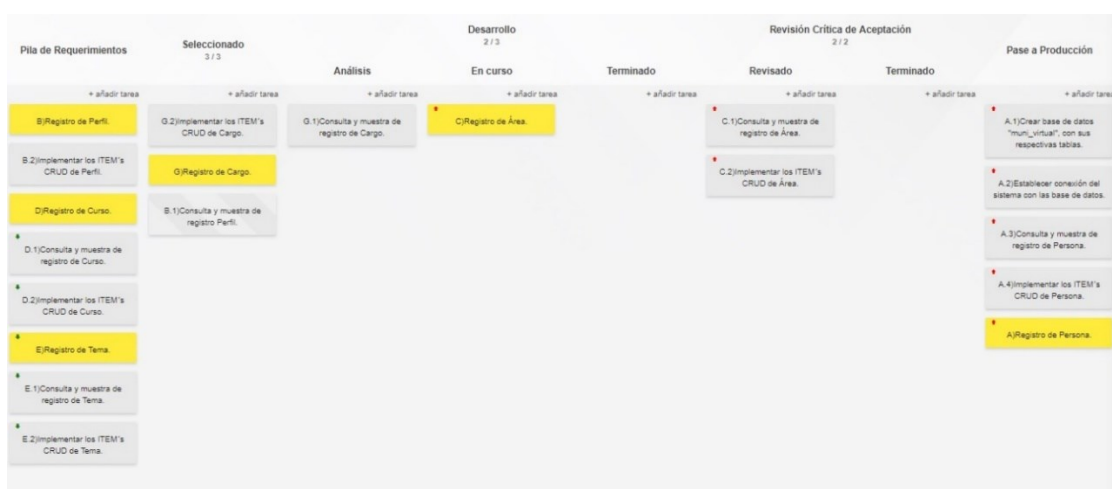 Pila de Requerimientos
Seleccionado
3 / 3
Desarrollo
2 / 3
Análisis
En curso
Terminado
Revisión Crítica de Aceptación
2 / 2
Revisado
Terminado
Pase a Producción
+ añadir tarea
+ añadir tarea
+ añadir tarea
+ añadir tarea
+ añadir tarea
+ añadir tarea
+ añadir tarea
+ añadir tarea
B)Registro de Perfil.
B.2)Implementar los ITEM's
CRUD de Perfil.
D)Registro de Curso.
D.1)Consulta y muestra de
registro de Curso.
D.2)Implementar los ITEM's
CRUD de Curso.
E)Registro de Tema.
E.1)Consulta y muestra de
registro de Tema.
E.2)Implementar los ITEM's
CRUD de Tema.
G.2)Implementar los ITEM's
CRUD de Cargo.
G)Registro de Cargo.
B.1)Consulta y muestra de
registro Perfil.
G.1)Consulta y muestra de
registro de Cargo.
C)Registro de Área.
C.1)Consulta y muestra de
registro de Área.
C.2)Implementar los ITEM's
CRUD de Área.
A.1)Crear base de datos
"muni_virtual", con sus
respectivas tablas.
A.2)Establecer conexión del
sistema con las base de datos.
A.3)Consulta y muestra de
registro de Persona.
A.4)Implementar los ITEM's
CRUD de Persona.
A)Registro de Persona.